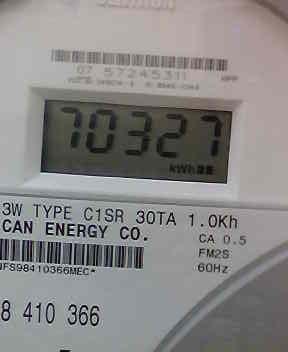 07 57245311
70327
kWh
3W TYPE C1SR 30TA 1.0Kh
CAN ENERGY CO.
CA 0.5
FM2S
60Hz
NFS98410366MEC*
8 410 366